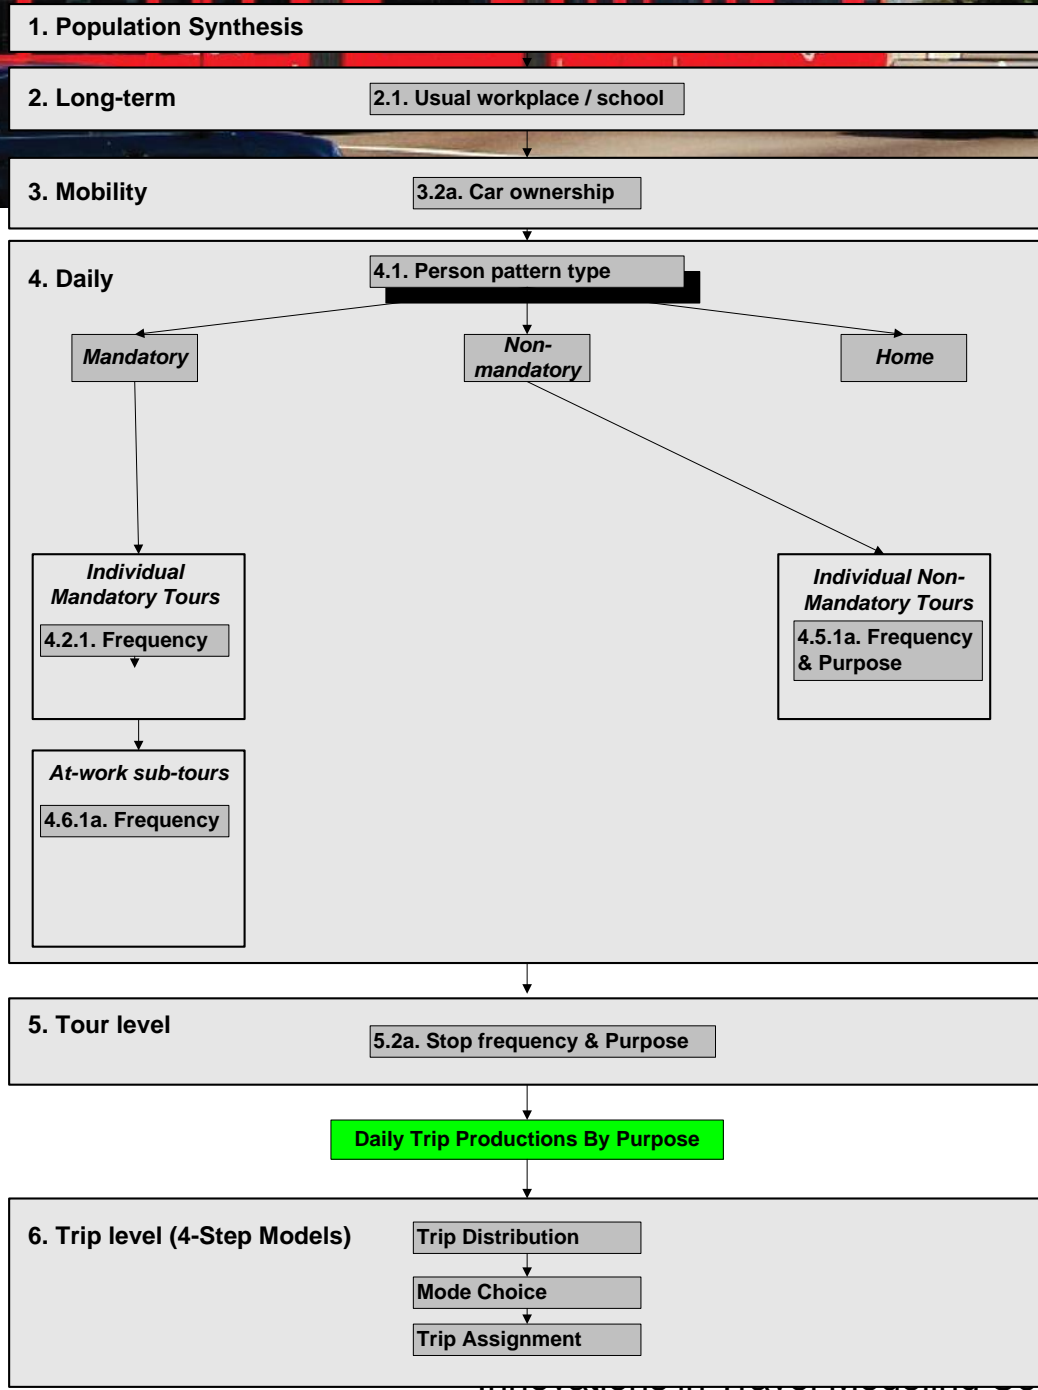 1. Population Synthesis
2. Long-term
2.1. Usual workplace / school
3. Mobility
3.2a. Car ownership
4. Daily
4.1. Person pattern type
Mandatory
Non-
mandatory
Home
Individual
Mandatory Tours
4.2.1. Frequency
Individual Non-
Mandatory Tours
4.5.1a. Frequency
& Purpose
At-work sub-tours
4.6.1a. Frequency
5. Tour level
5.2a. Stop frequency & Purpose
Daily Trip Productions By Purpose
6. Trip level (4-Step Models)
Trip Distribution
Mode Choice
Trip Assignment
Innovations in Travel Modeling